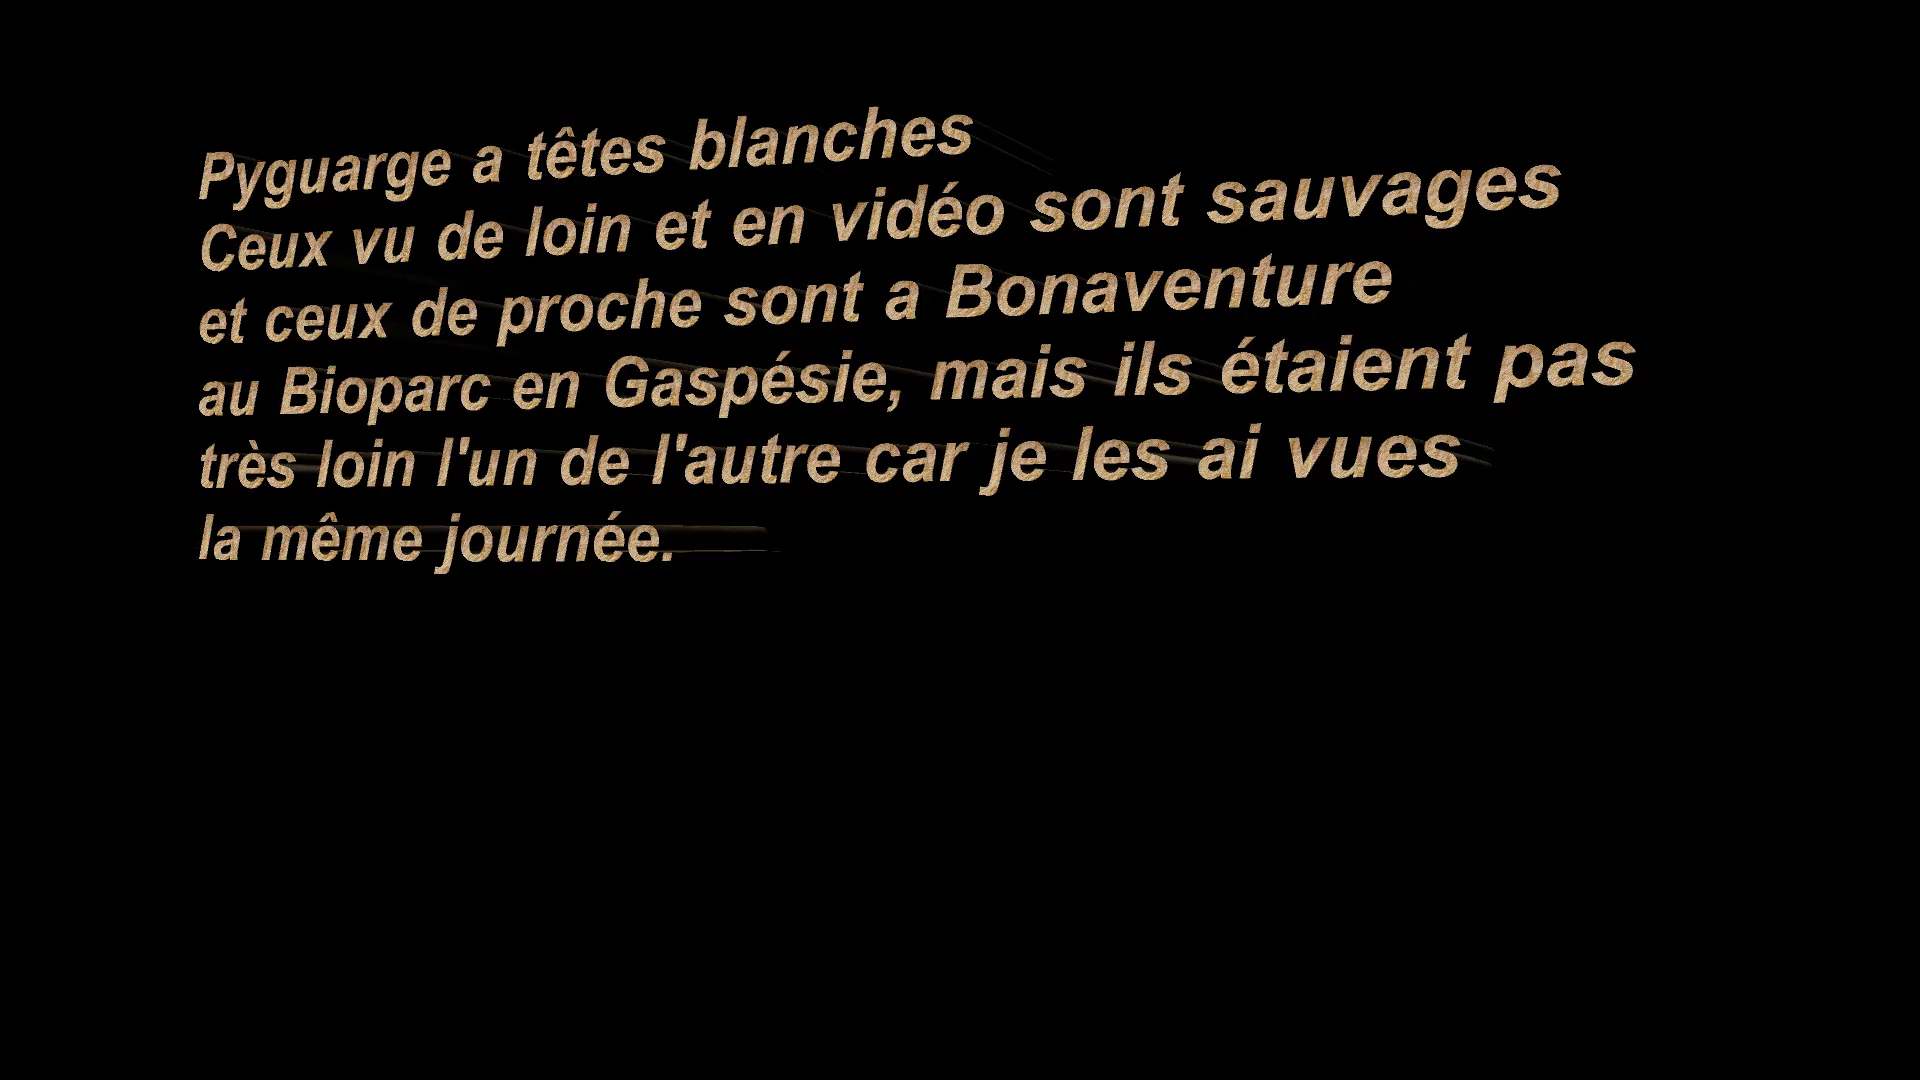 Pyguarge a têtes blanches
Ceux vu de loin et en vidéo sont sauvages
et ceux de proche sont a Bonaventure
au Bioparc en Gaspésie, mais ils étaient pas
très loin l'un de l'autre car je les ai vues
la même journée.